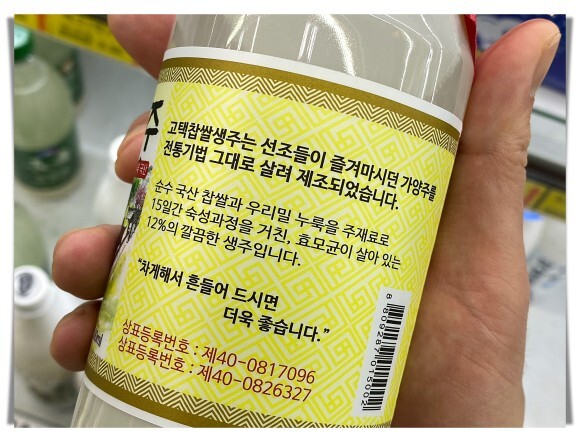 주
고택찹쌀생주는 선조들이 즐겨마시던 가양주를
전통기법 그대로 살려 제조되었습니다.
순수 국산 찹쌀과 우리밀 누룩을 주재료로
15일간 숙성과정을 거친, 효모균이 살아 있는
12%의 깔끔한 생주입니다.
“차게해서 흔들어 드시면
더욱 좋습니다.”
상표등록번호 : 제40-0817096
상표등록번호 : 제40-0826327
8 809287 015002